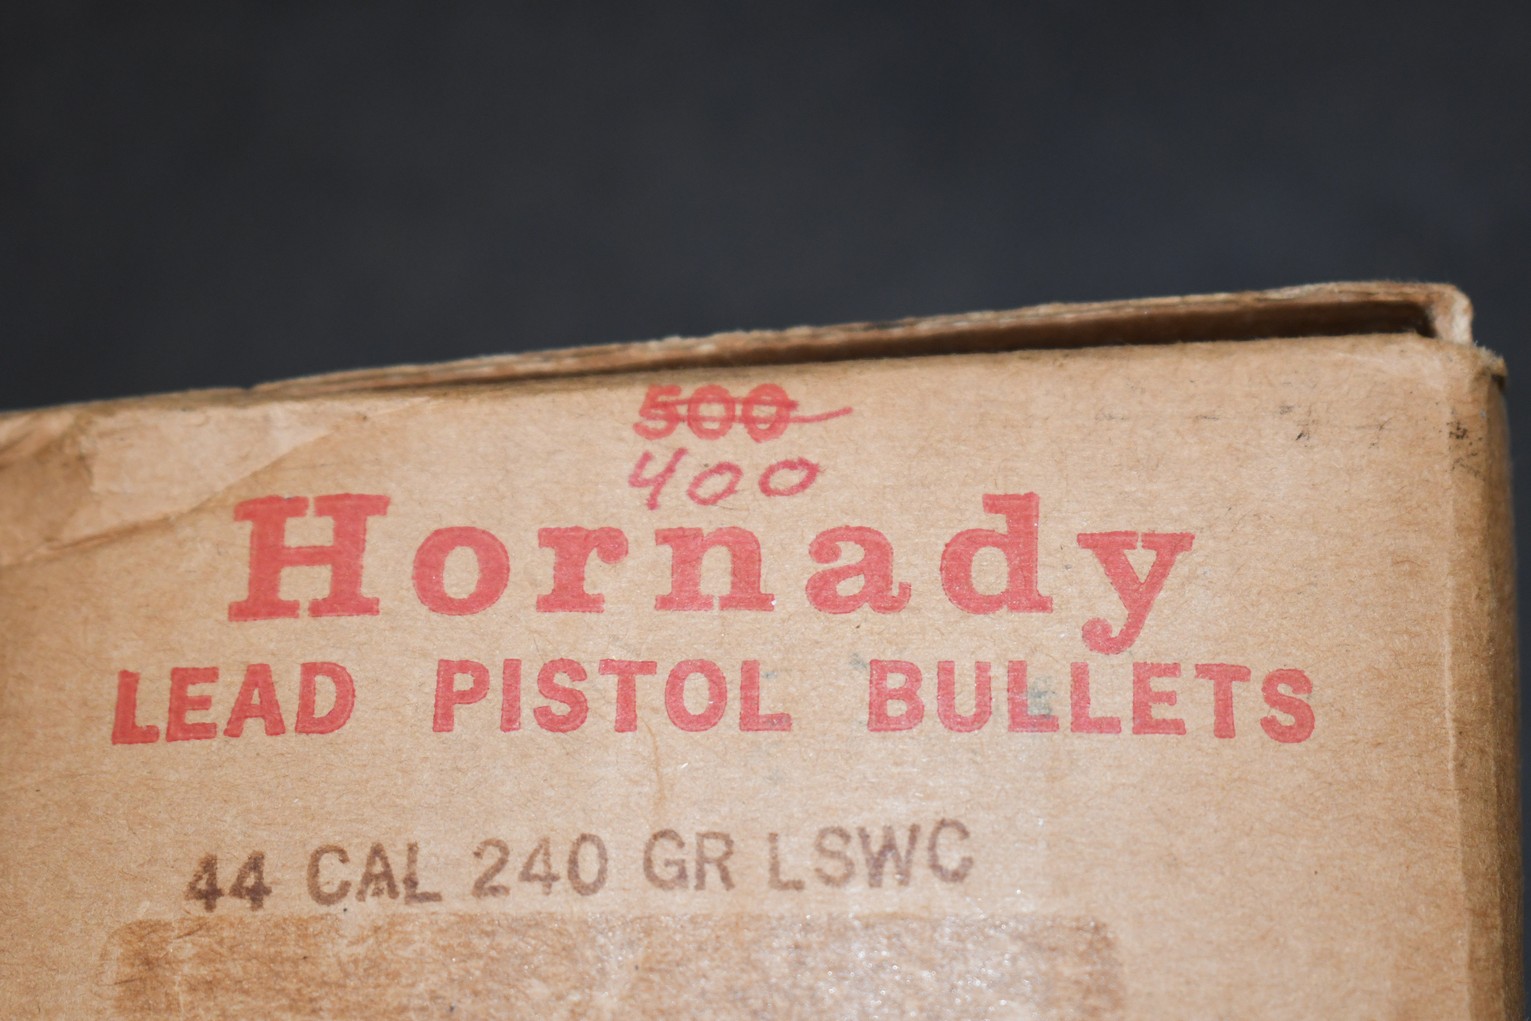 500
400
Hornady
LEAD PISTOL BULLETS
44 CAL 240 GR LSWC